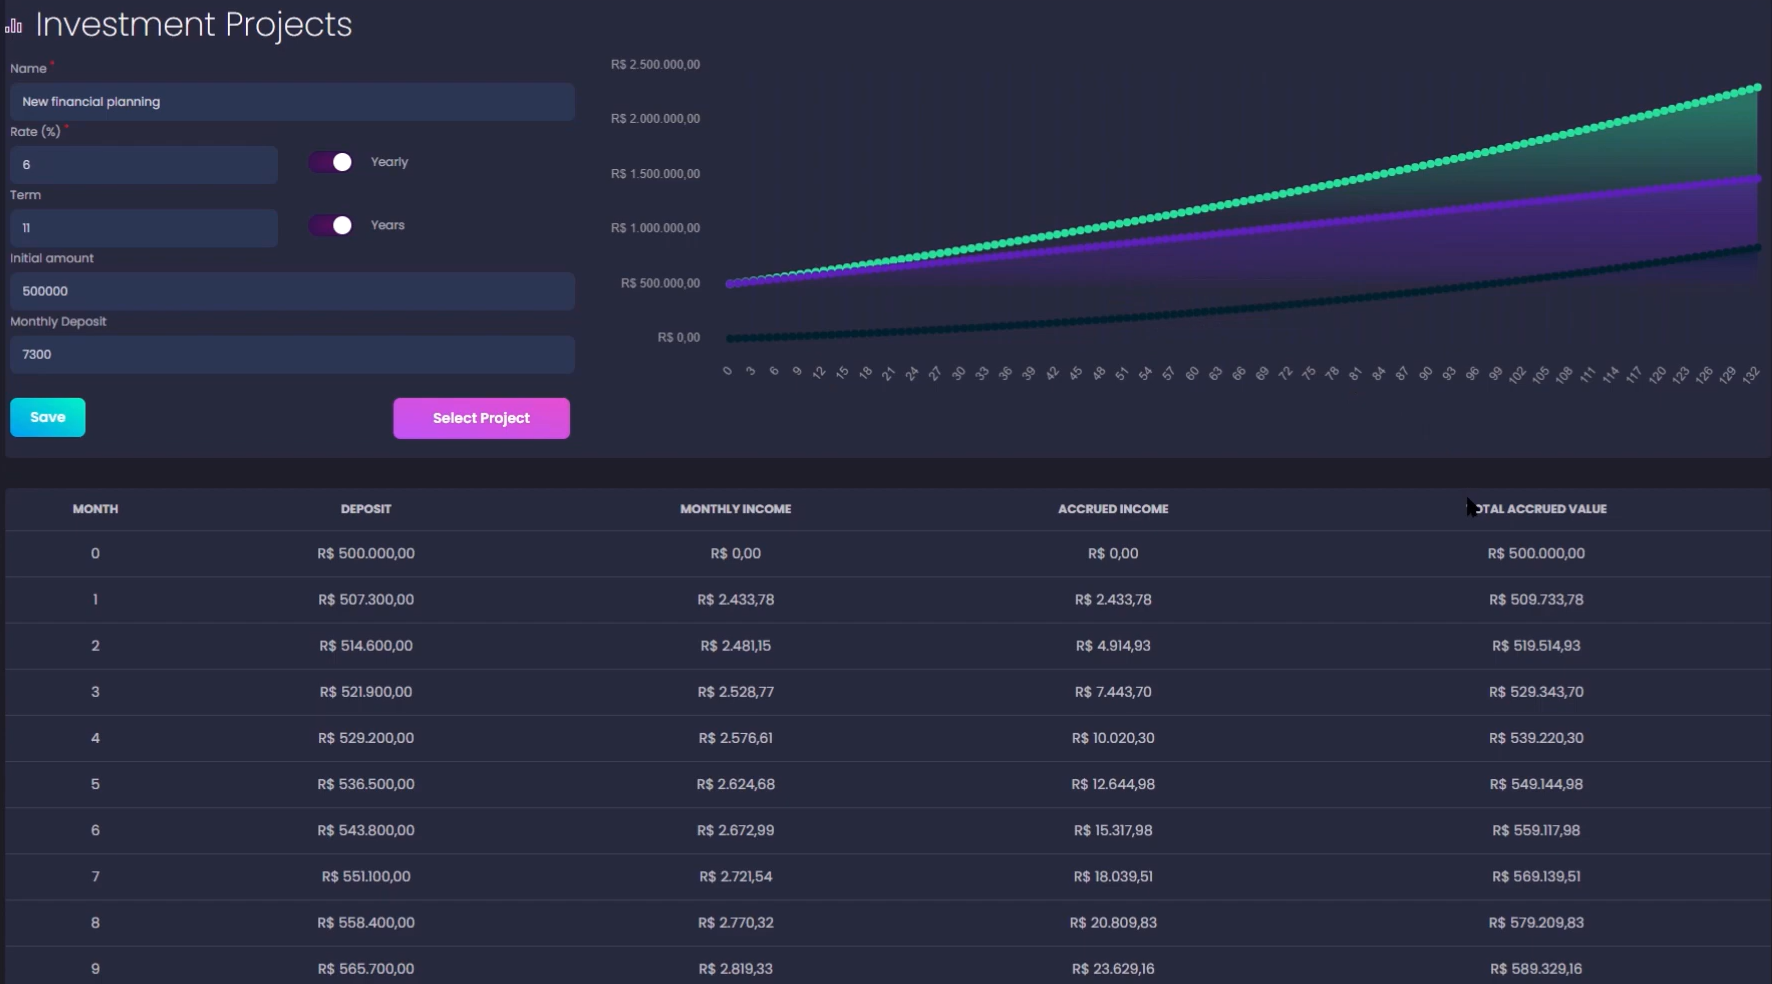 Investment Projects
Name *
New financial planning
Rate (%) *
6
Yearly
Term
11
Years
Initial amount
500000
Monthly Deposit
7300
Save
Select Project
R$ 2.500.000,00
R$ 2.000.000,00
R$ 1.500.000,00
R$ 1.000.000,00
R$ 500.000,00
R$ 0,00
0 3 6 9 12 15 18 21 24 27 30 33 36 39 42 45 48 51 54 57 60 63 66 69 72 75 78 81 84 87 90 93 96 99 102 105 108 111 114 117 120 123 126 129 132
MONTH DEPOSIT MONTHLY INCOME ACCRUED INCOME OTAL ACCRUED VALUE
0 R$ 500.000,00 R$ 0,00 R$ 0,00 R$ 500.000,00
1 R$ 507.300,00 R$ 2.433,78 R$ 2.433,78 R$ 509.733,78
2 R$ 514.600,00 R$ 2.481,15 R$ 4.914,93 R$ 519.514,93
3 R$ 521.900,00 R$ 2.528,77 R$ 7.443,70 R$ 529.343,70
4 R$ 529.200,00 R$ 2.576,61 R$ 10.020,30 R$ 539.220,30
5 R$ 536.500,00 R$ 2.624,68 R$ 12.644,98 R$ 549.144,98
6 R$ 543.800,00 R$ 2.672,99 R$ 15.317,98 R$ 559.117,98
7 R$ 551.100,00 R$ 2.721,54 R$ 18.039,51 R$ 569.139,51
8 R$ 558.400,00 R$ 2.770,32 R$ 20.809,83 R$ 579.209,83
9 R$ 565.700,00 R$ 2.819,33 R$ 23.629,16 R$ 589.329,16